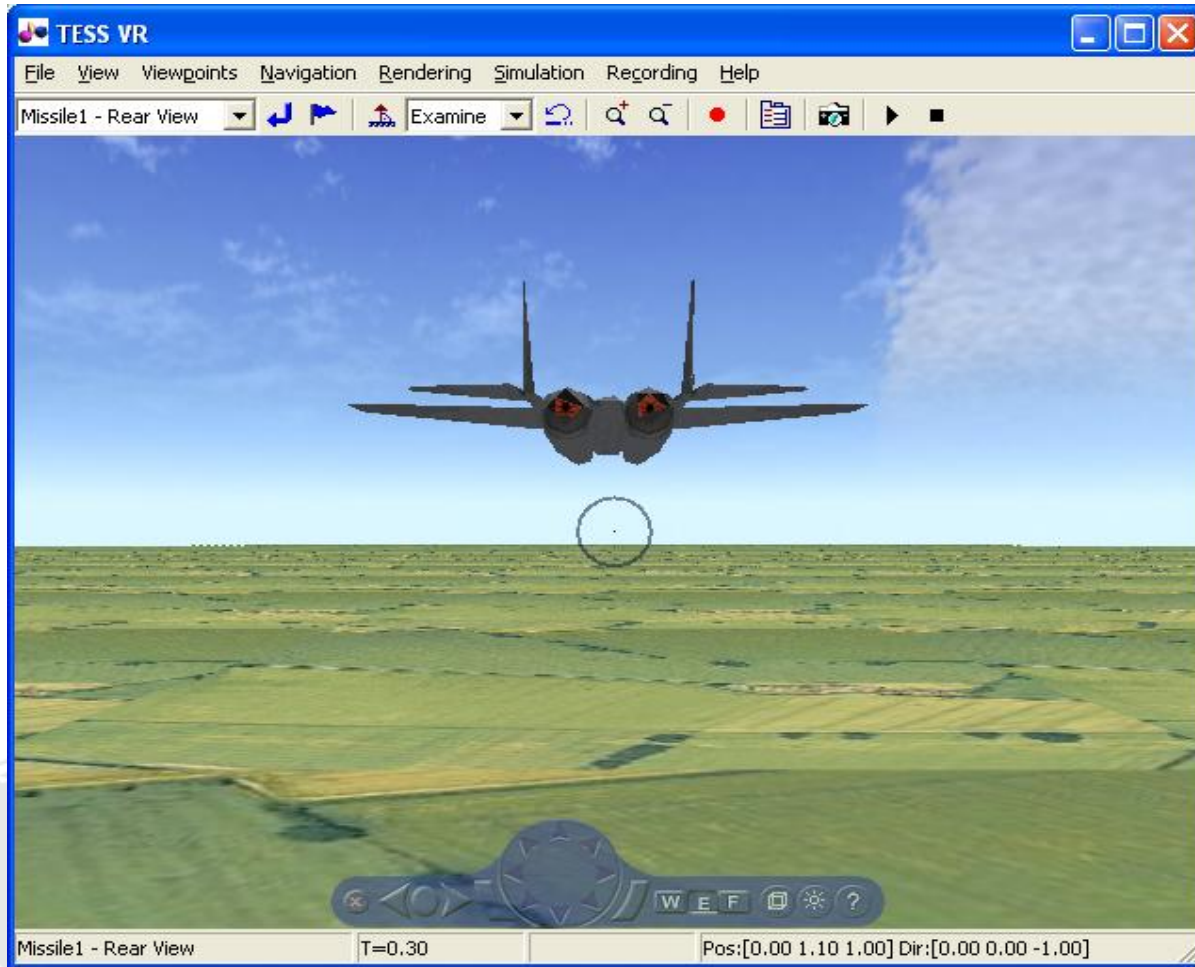 TESS VR
File View Viewpoints Navigation Rendering Simulation Recording Help
Missile1 - Rear View Examine
W E F ?
Missile1 - Rear View T=0.30 Pos:[0.00 1.10 1.00] Dir:[0.00 0.00 -1.00]